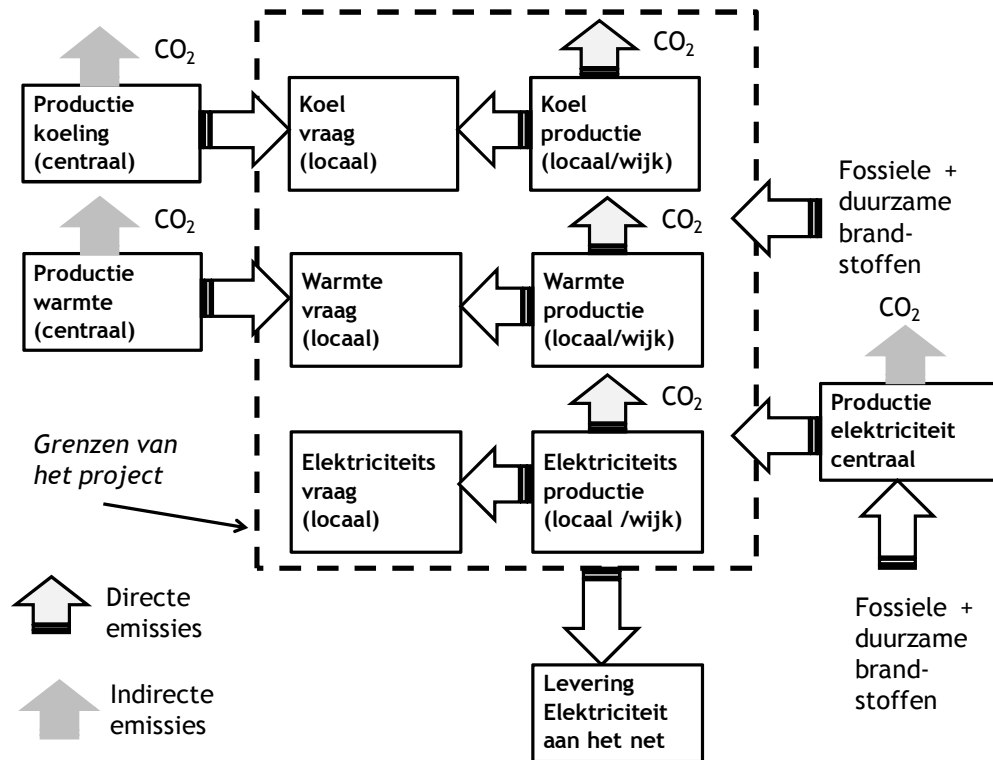 CO₂
CO₂
Productie
koeling
(centraal)
Koel
vraag
(locaal)
Koel
productie
(locaal/wijk)
Fossiele +
duurzame
brand-
stoffen
CO₂
CO₂
Productie
warmte
(centraal)
Warmte
vraag
(locaal)
Warmte
productie
(locaal/wijk)
CO₂
CO₂
Productie
elektriciteit
centraal
Grenzen van
het project
Elektriciteits
vraag
(locaal)
Elektriciteits
productie
(locaal /wijk)
Directe
emissies
Fossiele +
duurzame
brand-
stoffen
Indirecte
emissies
Levering
Elektriciteit
aan het net